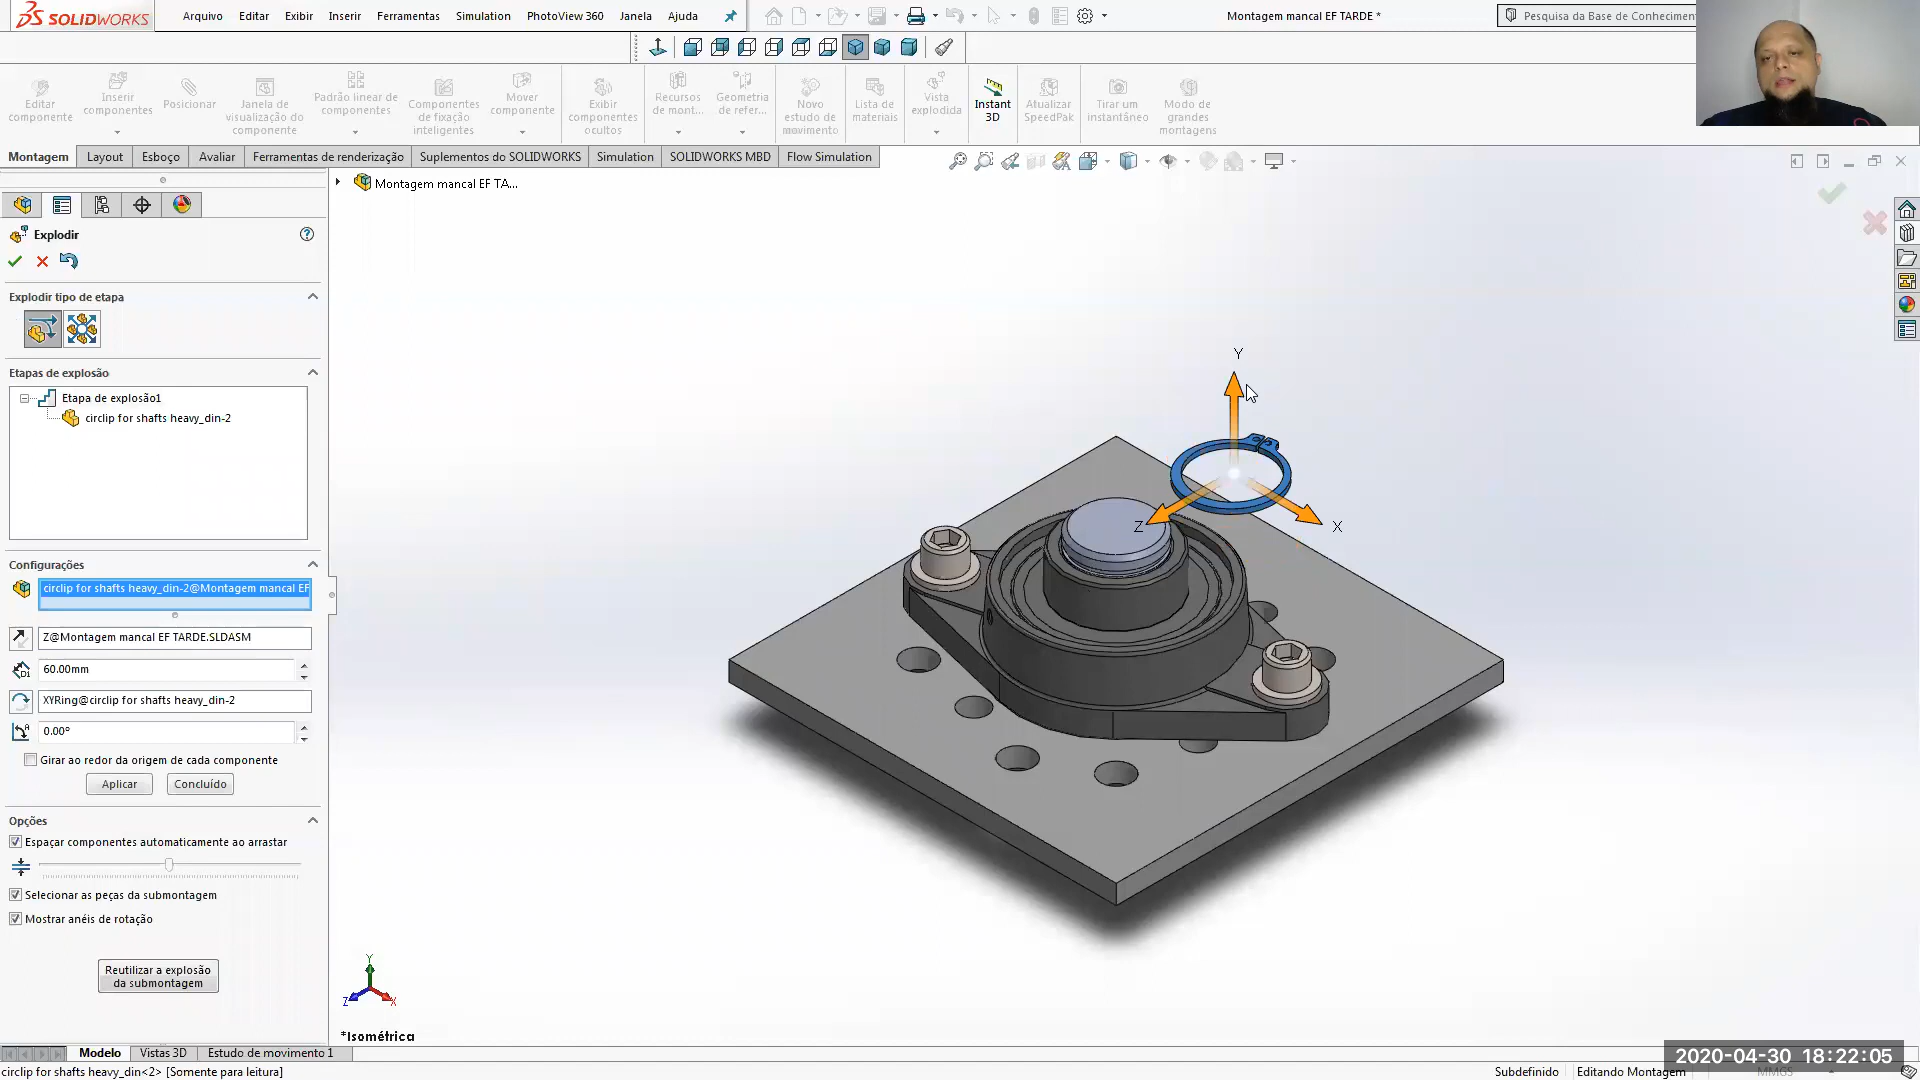 SOLIDWORKS
Arquivo Editar Exibir Inserir Ferramentas Simulation PhotoView 360 Janela Ajuda
Montagem mancal EF TARDE *
Pesquisa da Base de Conhecimen
Editar componente
Inserir componentes
Posicionar
Janela de visualização do componente
Padrão linear de componentes
Componentes de fixação inteligentes
Mover componente
Exibir componentes ocultos
Recursos de mont...
Geometria de refer...
Novo estudo de movimento
Lista de materiais
Vista explodida
Instant 3D
Atualizar SpeedPak
Tirar um instantâneo
Modo de grandes montagens
Montagem Layout Esboço Avaliar Ferramentas de renderização Suplementos do SOLIDWORKS Simulation SOLIDWORKS MBD Flow Simulation
Montagem mancal EF TA...
Explodir
Explodir tipo de etapa
Etapas de explosão
Etapa de explosão1
circlip for shafts heavy_din-2
Configurações
circlip for shafts heavy_din-2@Montagem mancal EF
Z@Montagem mancal EF TARDE.SLDASM
60.00mm
XYRing@circlip for shafts heavy_din-2
0.00°
Girar ao redor da origem de cada componente
Aplicar Concluído
Opções
Espaçar componentes automaticamente ao arrastar
Selecionar as peças da submontagem
Mostrar anéis de rotação
Reutilizar a explosão
da submontagem
Y
Z
X
Y
Z
X
*Isométrica
Modelo Vistas 3D Estudo de movimento 1
circlip for shafts heavy_din<2> [Somente para leitura]
Subdefinido Editando Montagem MMGS
2020-04-30 18:22:05